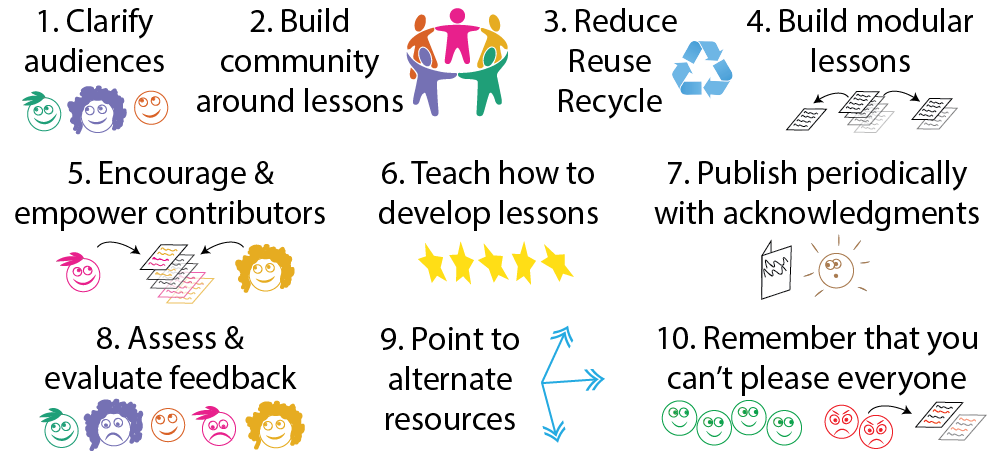 1. Clarify
audiences
2. Build
community
around lessons
3. Reduce
Reuse
Recycle
4. Build modular
lessons
5. Encourage &
empower contributors
6. Teach how to
develop lessons
7. Publish periodically
with acknowledgments
8. Assess &
evaluate feedback
9. Point to
alternate
resources
10. Remember that you
can’t please everyone